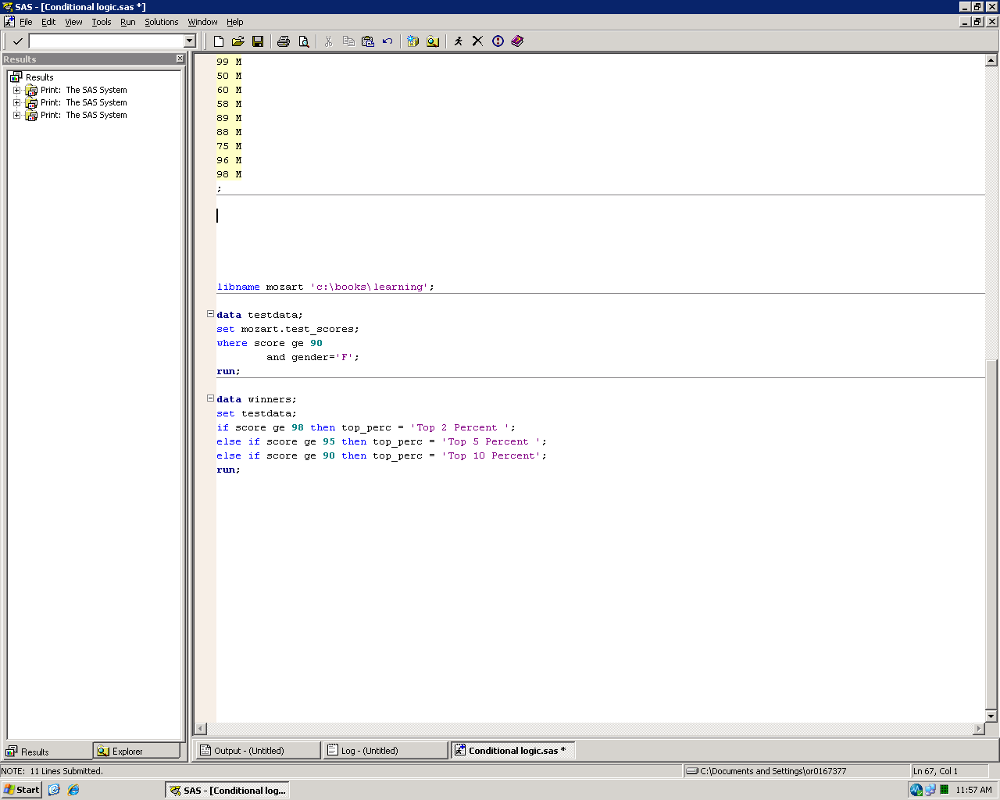 SAS - [Conditional logic.sas *]
File Edit View Tools Run Solutions Window Help
Results
Results
Print: The SAS System
Print: The SAS System
Print: The SAS System
99 M
50 M
60 M
58 M
89 M
88 M
75 M
96 M
98 M
;
libname mozart 'c:\books\learning';
data testdata;
set mozart.test_scores;
where score ge 90
and gender='F';
run;
data winners;
set testdata;
if score ge 98 then top_perc = 'Top 2 Percent ';
else if score ge 95 then top_perc = 'Top 5 Percent ';
else if score ge 90 then top_perc = 'Top 10 Percent';
run;
Results Explorer
Output - (Untitled) Log - (Untitled) Conditional logic.sas *
NOTE: 11 Lines Submitted. C:\Documents and Settings\or0167377 Ln 67, Col 1
Start SAS - [Conditional log... 11:57 AM